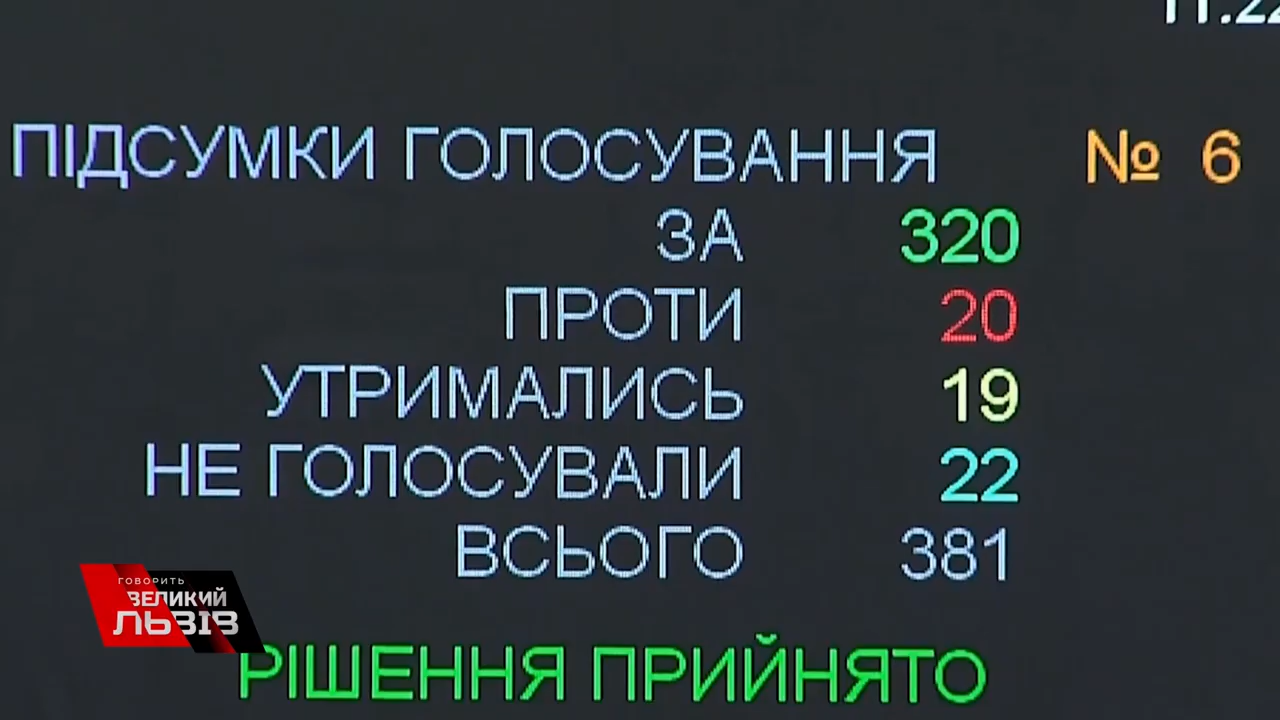 ПІДСУМКИ ГОЛОСУВАННЯ № 6
ЗА 320
ПРОТИ 20
УТРИМАЛИСЬ 19
НЕ ГОЛОСУВАЛИ 22
ВСЬОГО 381
ГОВОРИТЬ
ВЕЛИКИЙ
ЛЬВІВ
РІШЕННЯ ПРИЙНЯТО